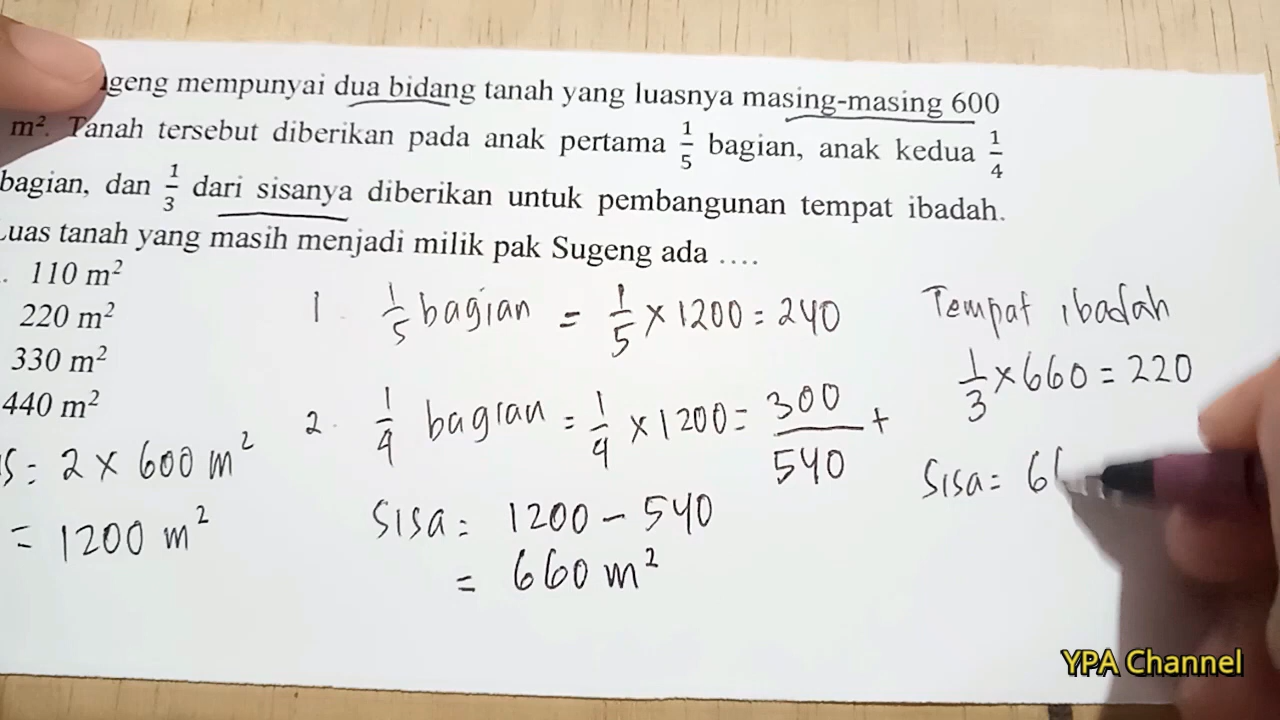 geng mempunyai dua bidang tanah yang luasnya masing-masing 600
m². Tanah tersebut diberikan pada anak pertama 1/5 bagian, anak kedua 1/4
bagian, dan 1/3 dari sisanya diberikan untuk pembangunan tempat ibadah.
Luas tanah yang masih menjadi milik pak Sugeng ada ....
. 110 m²
220 m²
330 m²
440 m²
s = 2 × 600 m²
= 1200 m²
1. 1/5 bagian = 1/5 × 1200 = 240
2. 1/4 bagian = 1/4 × 1200 = 300 +
540
Sisa = 1200 - 540
= 660 m²
Tempat ibadah
1/3 × 660 = 220
Sisa = 66
YPA Channel